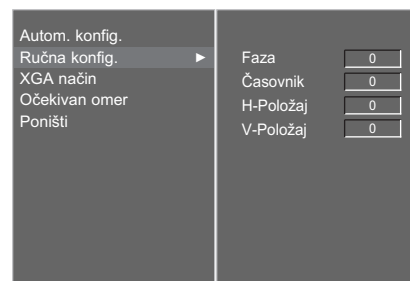 Autom. konfig.
Ručna konfig. ►
XGA način
Očekivan omer
Poništi
Faza 0
Časovnik 0
H-Položaj 0
V-Položaj 0